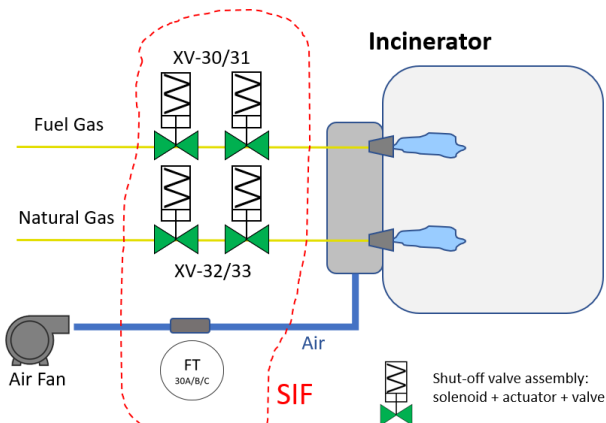 Incinerator
XV-30/31
Fuel Gas
Natural Gas
XV-32/33
Air
Air Fan
FT
30A/B/C
SIF
Shut-off valve assembly:
solenoid + actuator + valve